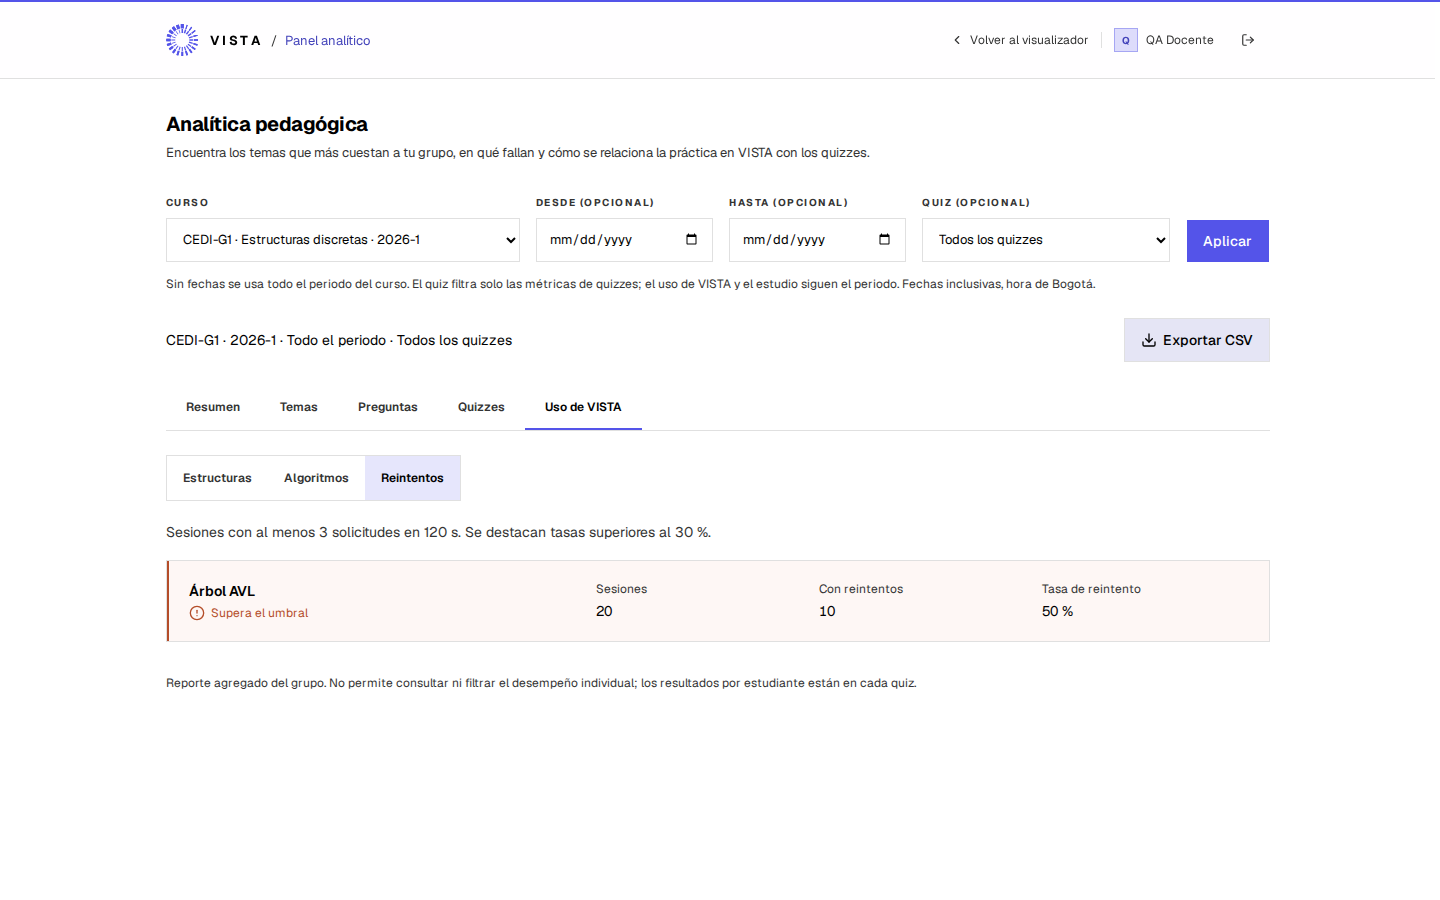 VISTA / Panel analítico
Volver al visualizador
Q QA Docente
Analítica pedagógica
Encuentra los temas que más cuestan a tu grupo, en qué fallan y cómo se relaciona la práctica en VISTA con los quizzes.
CURSO DESDE (OPCIONAL) HASTA (OPCIONAL) QUIZ (OPCIONAL)
CEDI-G1 · Estructuras discretas · 2026-1 mm/dd/yyyy mm/dd/yyyy Todos los quizzes Aplicar
Sin fechas se usa todo el periodo del curso. El quiz filtra solo las métricas de quizzes; el uso de VISTA y el estudio siguen el periodo. Fechas inclusivas, hora de Bogotá.
CEDI-G1 · 2026-1 · Todo el periodo · Todos los quizzes Exportar CSV
Resumen Temas Preguntas Quizzes Uso de VISTA
Estructuras Algoritmos Reintentos
Sesiones con al menos 3 solicitudes en 120 s. Se destacan tasas superiores al 30 %.
Árbol AVL Sesiones Con reintentos Tasa de reintento
Supera el umbral 20 10 50 %
Reporte agregado del grupo. No permite consultar ni filtrar el desempeño individual; los resultados por estudiante están en cada quiz.